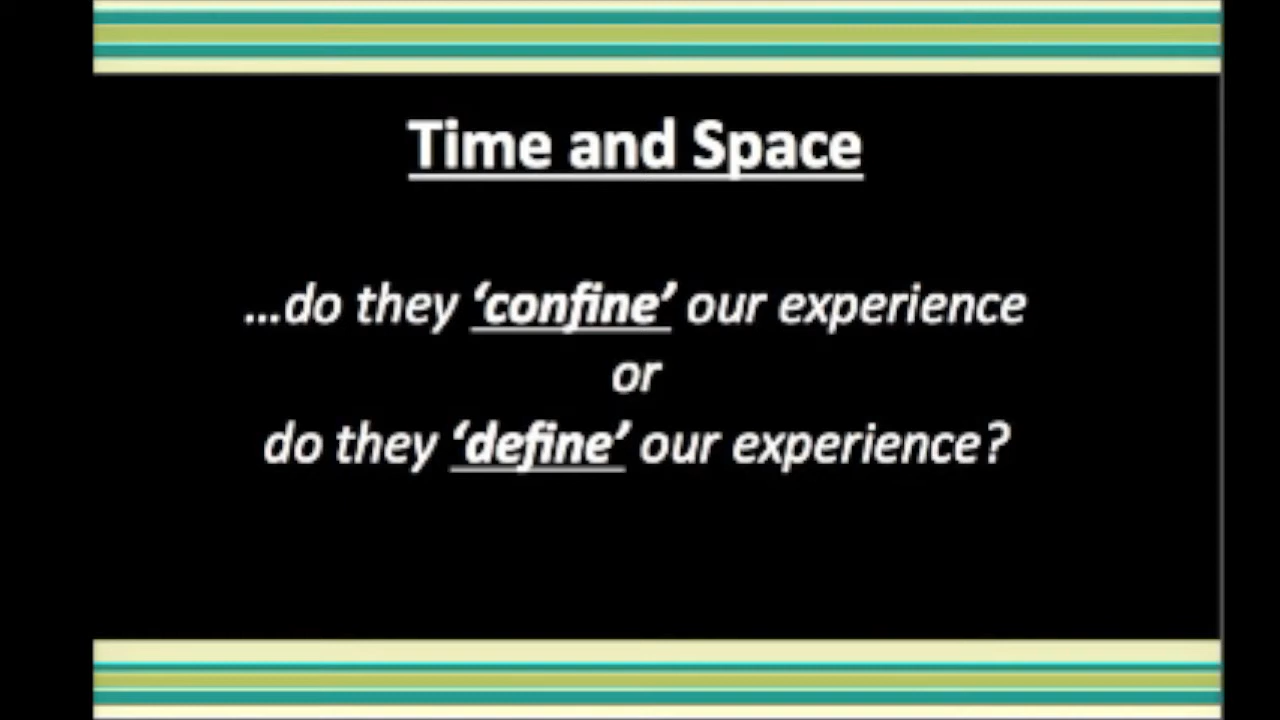 Time and Space
...do they ‘confine’ our experience
or
do they ‘define’ our experience?